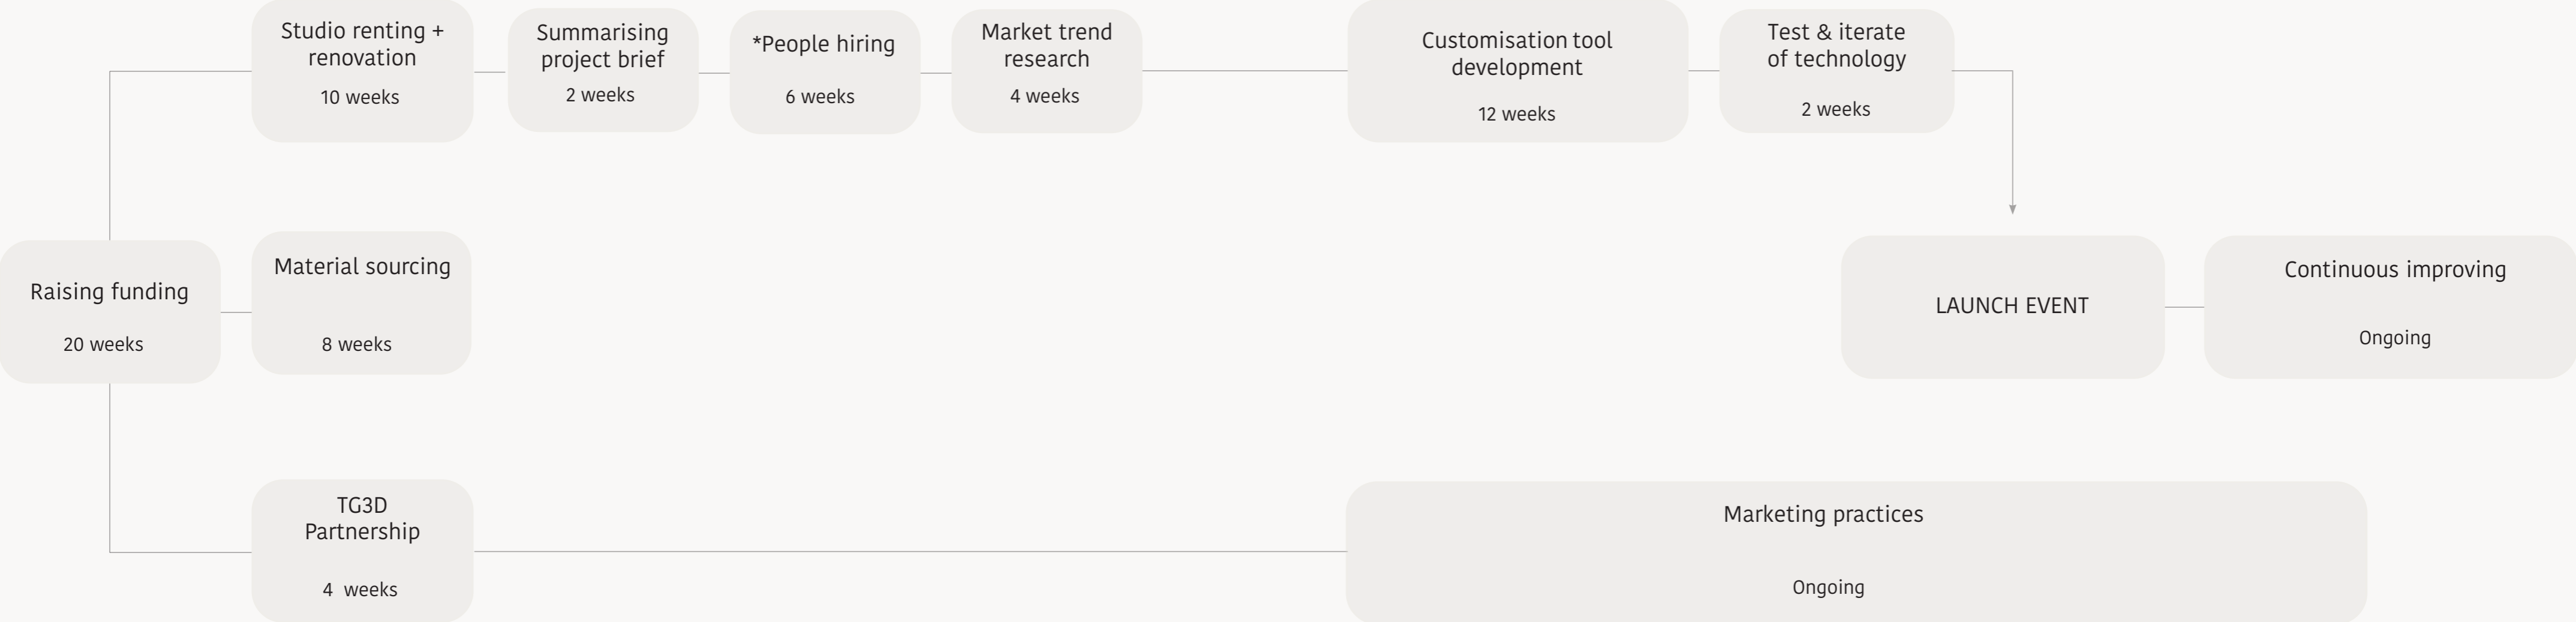 Studio renting +
renovation
10 weeks
Summarising
project brief
2 weeks
*People hiring
6 weeks
Market trend
research
4 weeks
Customisation tool
development
12 weeks
Test & iterate
of technology
2 weeks
Raising funding
20 weeks
Material sourcing
8 weeks
LAUNCH EVENT
Continuous improving
Ongoing
TG3D
Partnership
4 weeks
Marketing practices
Ongoing